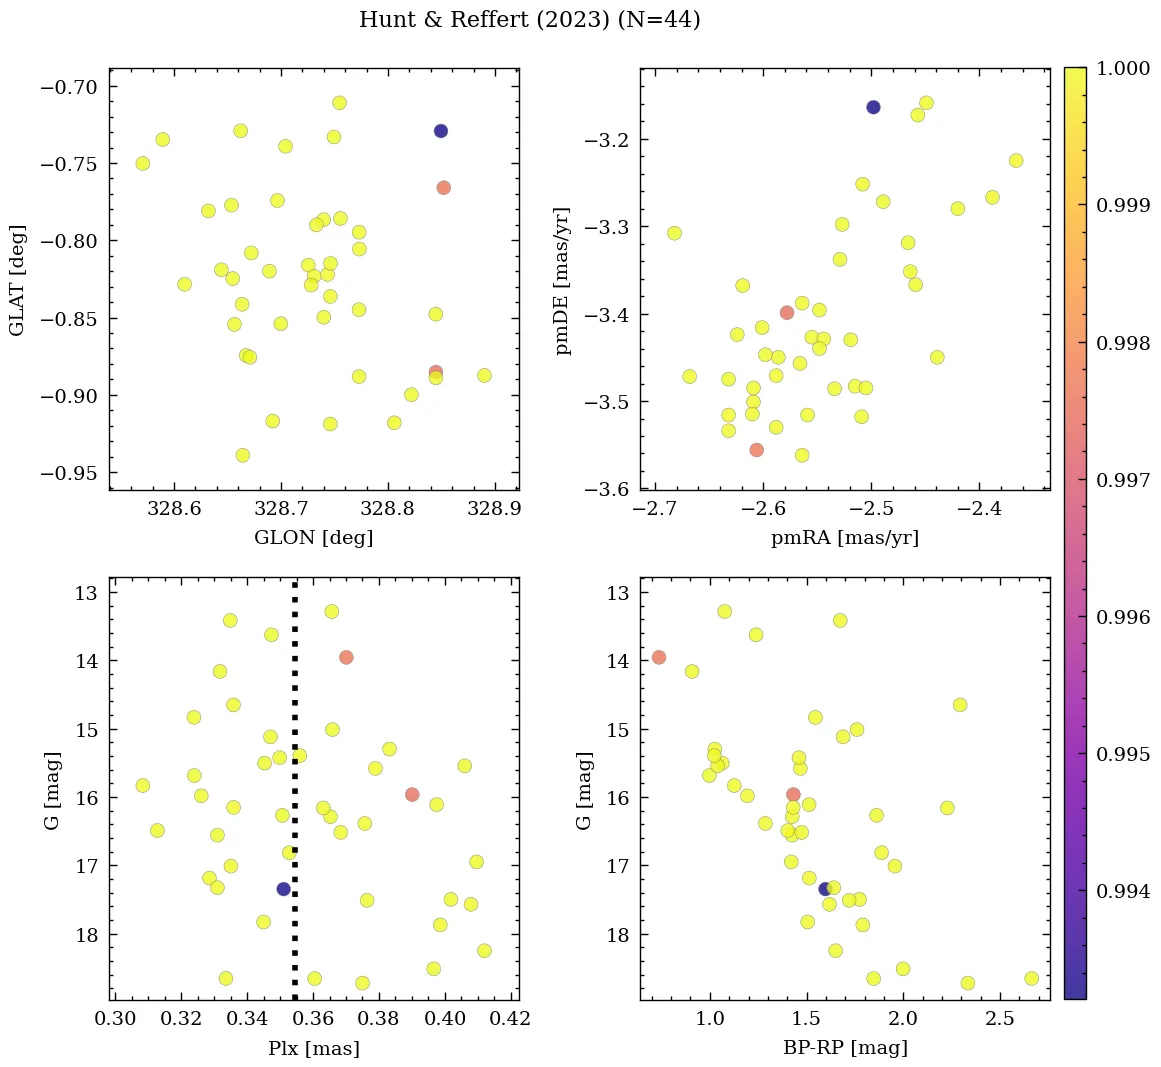 Hunt & Reffert (2023) (N=44)
−0.70
−0.75
−0.80
−0.85
−0.90
−0.95
GLAT [deg]
328.6 328.7 328.8 328.9
GLON [deg]
−3.2
−3.3
−3.4
−3.5
−3.6
pmDE [mas/yr]
−2.7 −2.6 −2.5 −2.4
pmRA [mas/yr]
13
14
15
16
17
18
G [mag]
0.30 0.32 0.34 0.36 0.38 0.40 0.42
Plx [mas]
13
14
15
16
17
18
G [mag]
1.0 1.5 2.0 2.5
BP-RP [mag]
1.000
0.999
0.998
0.997
0.996
0.995
0.994